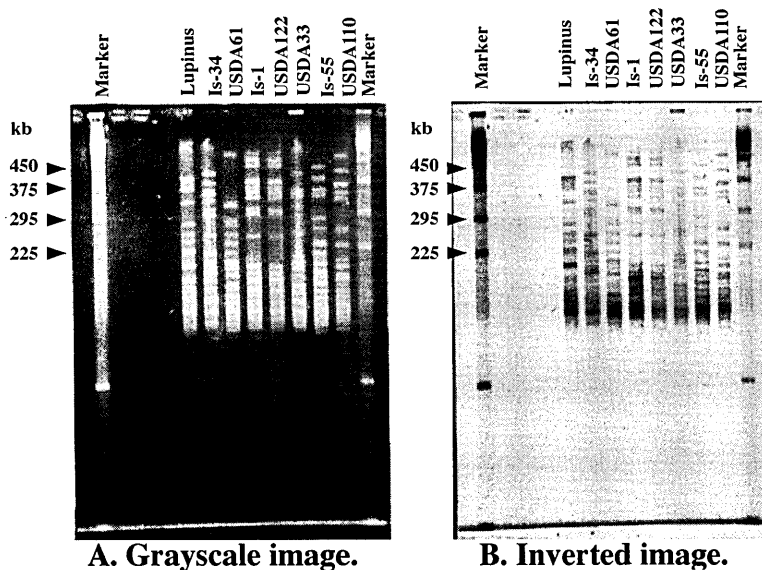 Marker
Lupinus
Is-34
USDA61
Is-1
USDA122
USDA33
Is-55
USDA110
Marker
kb
450
375
295
225
A. Grayscale image.
Marker
Lupinus
Is-34
USDA61
Is-1
USDA122
USDA33
Is-55
USDA110
Marker
kb
450
375
295
225
B. Inverted image.